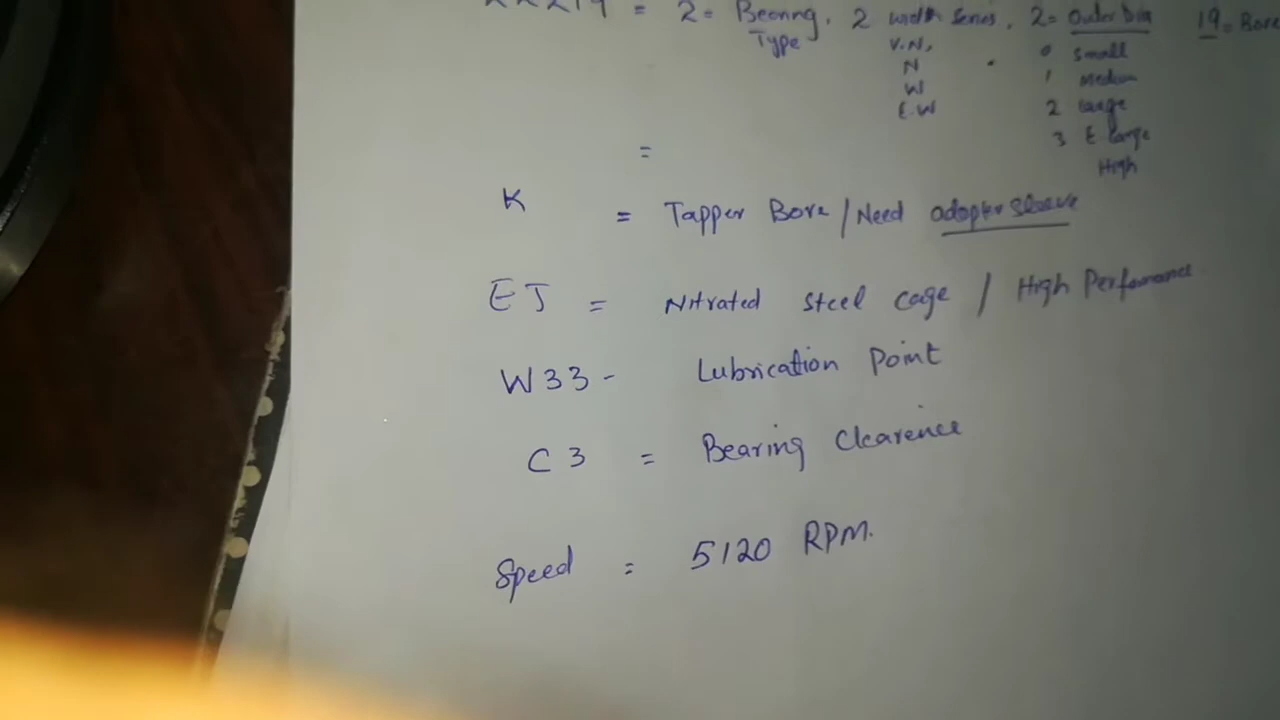 22219 = 2= Bearing, 2 width Series, 2= Outer Dia 19= Bore
Type V.N, 0 Small
N 1 Medium
W 2 Large
E.W 3 E Large
= High
K = Tapper Bore / Need adopter Sleeve
EJ = Nitrated Steel Cage / High Performance
W33 - Lubrication Point
C3 = Bearing Clearence
Speed = 5120 RPM.